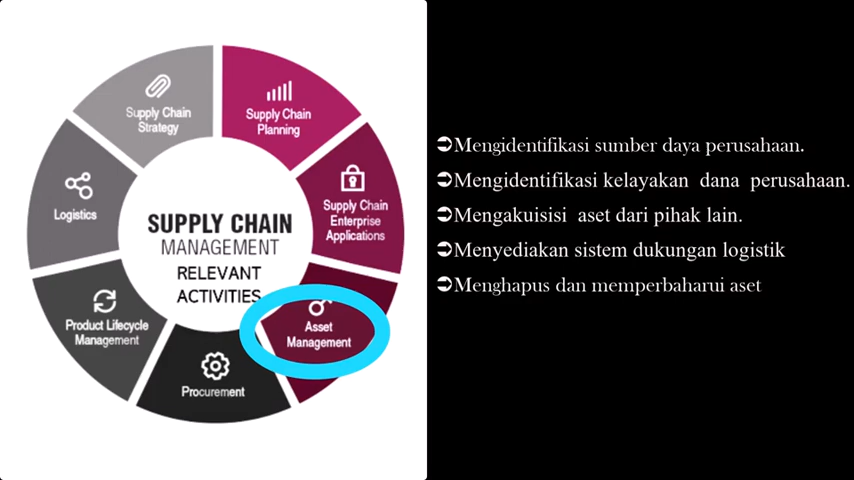 Supply Chain
Strategy
Supply Chain
Planning
Logistics
Supply Chain
Enterprise
Applications
SUPPLY CHAIN
MANAGEMENT
RELEVANT
ACTIVITIES
Product Lifecycle
Management
Asset
Management
Procurement
➲Mengidentifikasi sumber daya perusahaan.
➲Mengidentifikasi kelayakan dana perusahaan.
➲Mengakuisisi aset dari pihak lain.
➲Menyediakan sistem dukungan logistik
➲Menghapus dan memperbaharui aset